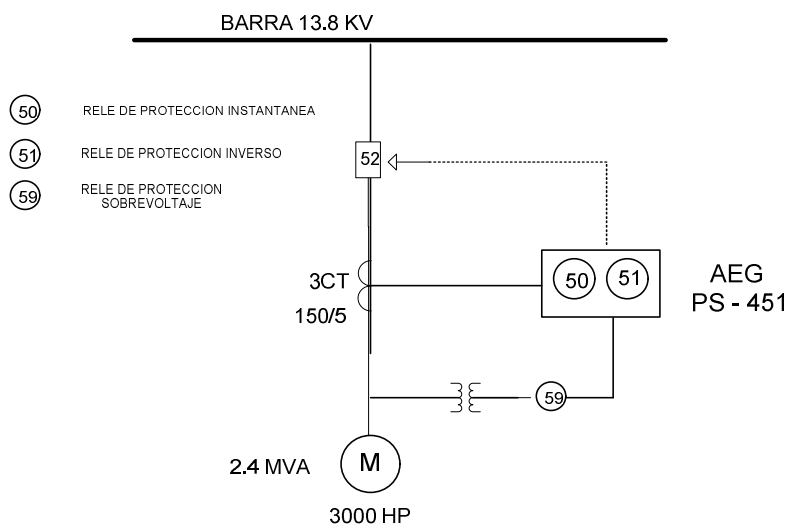 BARRA 13.8 KV
50 RELE DE PROTECCION INSTANTANEA
51 RELE DE PROTECCION INVERSO
59 RELE DE PROTECCION
SOBREVOLTAJE
52
3CT
150/5
50 51
AEG
PS - 451
59
2.4 MVA
M
3000 HP